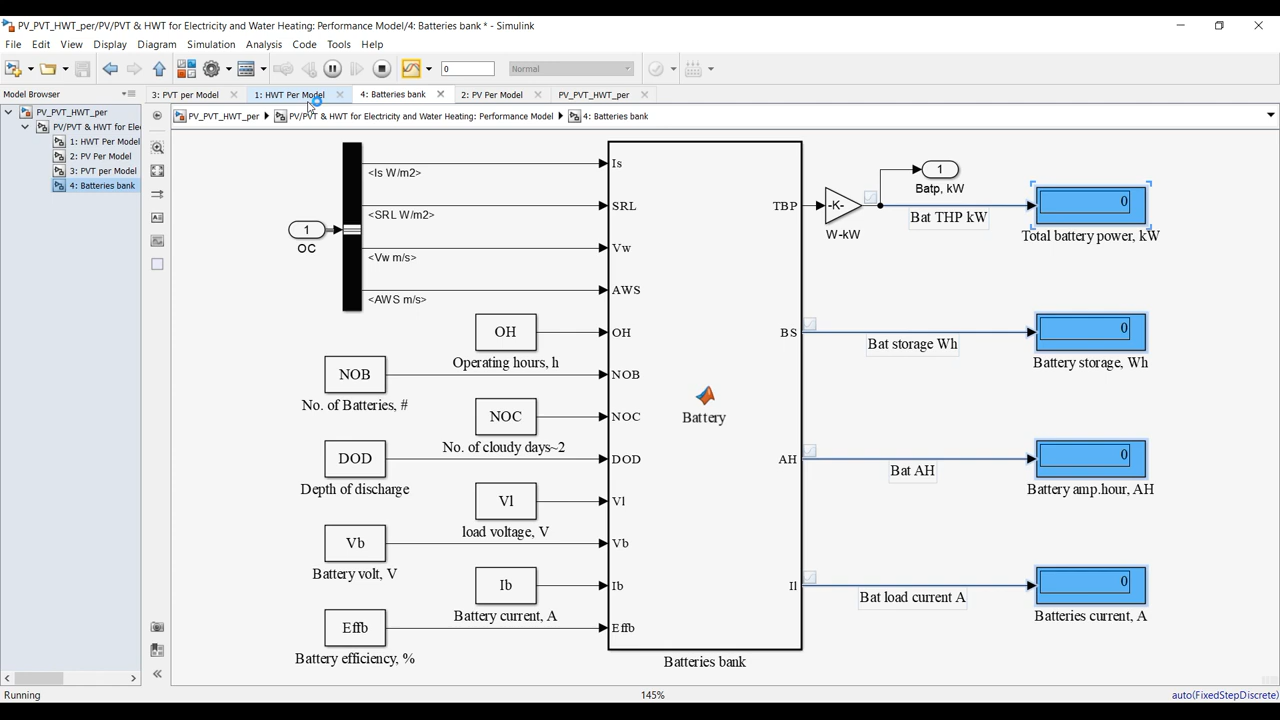 PV_PVT_HWT_per/PV/PVT & HWT for Electricity and Water Heating: Performance Model/4: Batteries bank * - Simulink
File Edit View Display Diagram Simulation Analysis Code Tools Help
0 Normal
Model Browser
3: PVT per Model 1: HWT Per Model 4: Batteries bank 2: PV Per Model PV_PVT_HWT_per
PV_PVT_HWT_per
PV/PVT & HWT for Ele
1: HWT Per Model
2: PV Per Model
3: PVT per Model
4: Batteries bank
PV_PVT_HWT_per PV/PVT & HWT for Electricity and Water Heating: Performance Model 4: Batteries bank
1
OC
<Is W/m2>
<SRL W/m2>
<Vw m/s>
<AWS m/s>
OH
Operating hours, h
NOB
No. of Batteries, #
NOC
No. of cloudy days~2
DOD
Depth of discharge
Vl
load voltage, V
Vb
Battery volt, V
Ib
Battery current, A
Effb
Battery efficiency, %
Is
SRL
Vw
AWS
OH
NOB
NOC
DOD
Vl
Vb
Ib
Effb
Battery
TBP
BS
AH
Il
Batteries bank
-K-
W-kW
1
Batp, kW
Bat THP kW
0
Total battery power, kW
Bat storage Wh
0
Battery storage, Wh
Bat AH
0
Battery amp.hour, AH
Bat load current A
0
Batteries current, A
Running 145% auto(FixedStepDiscrete)